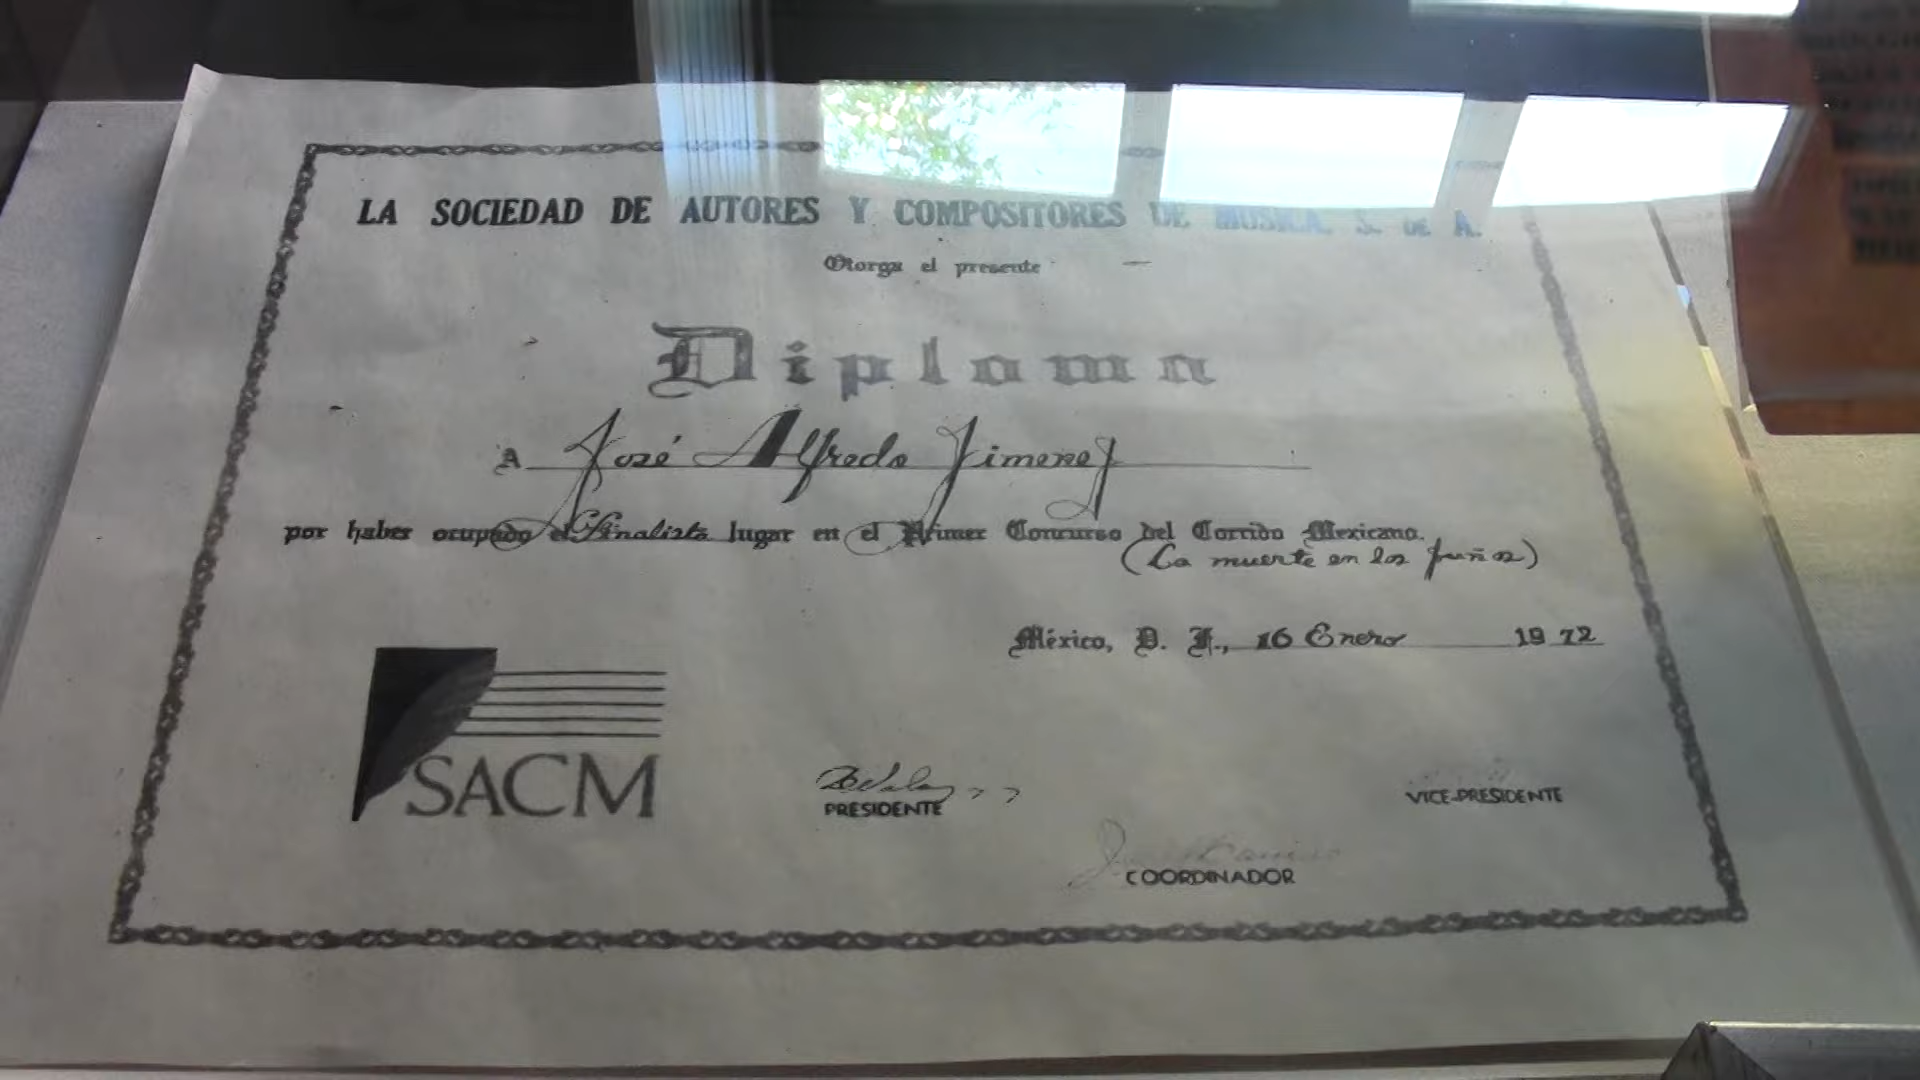 LA SOCIEDAD DE AUTORES Y COMPOSITORES DE MUSICA, S. DE A.
Otorga el presente
Diploma
A José Alfredo Jimenez
por haber ocupado el Finalista lugar en el Primer Concurso del Corrido Mexicano.
(La muerte en los puños)
México, D. F., 16 Enero 1972
SACM
PRESIDENTE
VICE-PRESIDENTE
COORDINADOR